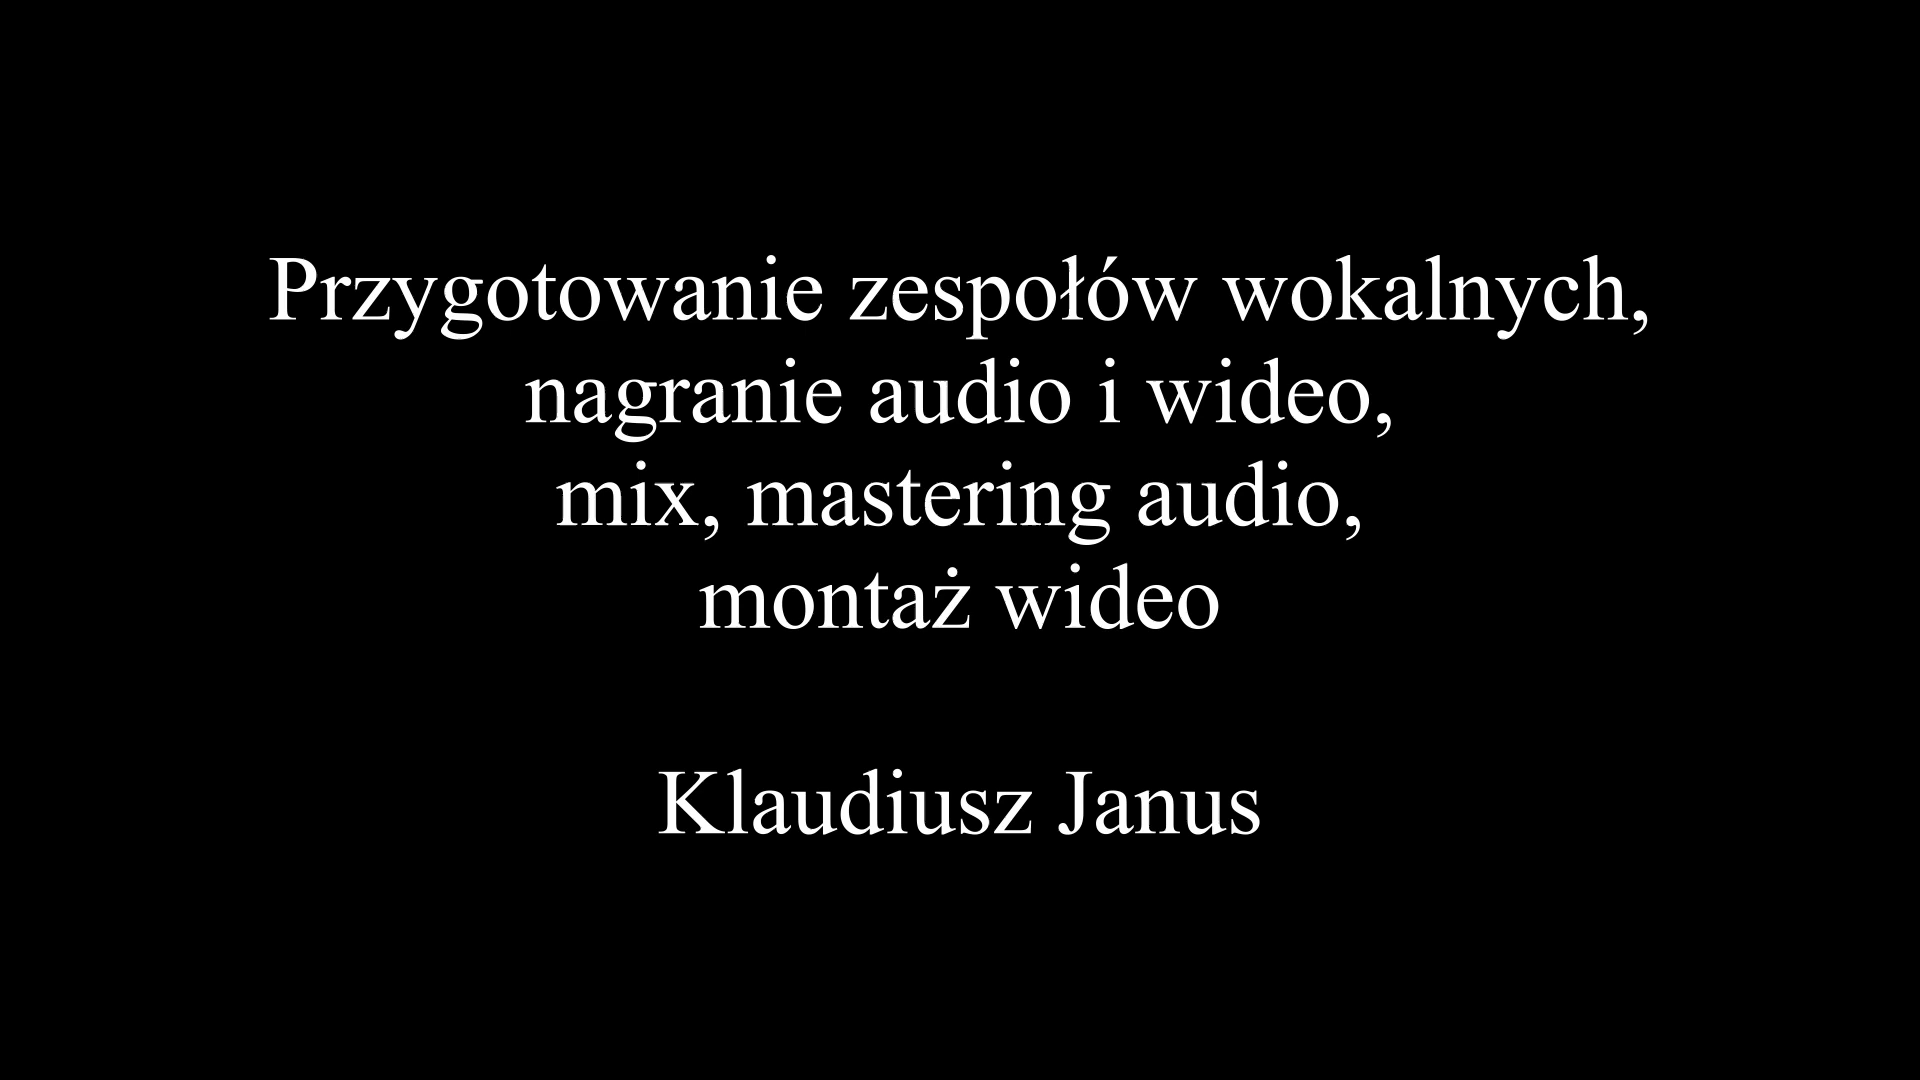 Przygotowanie zespołów wokalnych,
nagranie audio i wideo,
mix, mastering audio,
montaż wideo
Klaudiusz Janus